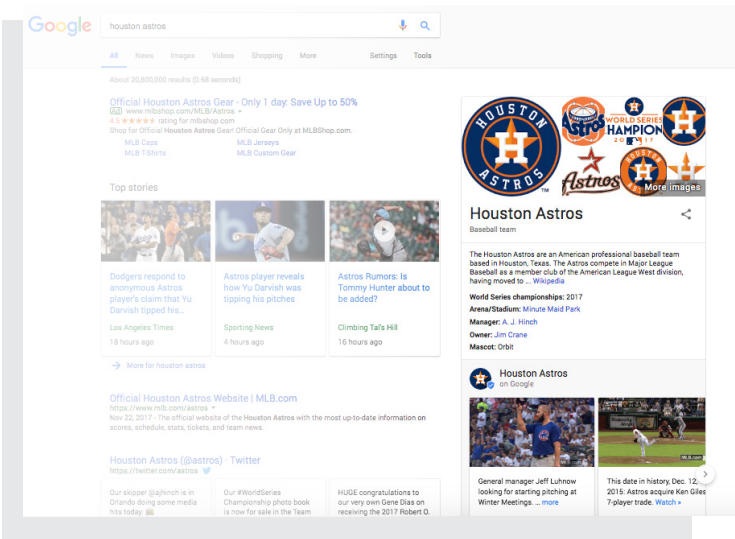 Google
houston astros
All News Images Videos Shopping More Settings Tools
About 20,800,000 results (0.68 seconds)
Official Houston Astros Gear - Only 1 day: Save Up to 50%
Ad www.mlbshop.com/MLB/Astros
4.5 ★★★★★ rating for mlbshop.com
Shop for Official Houston Astros Gear! Official Gear Only at MLBShop.com.
MLB Caps MLB Jerseys
MLB T-Shirts MLB Custom Gear
Top stories
Dodgers respond to
anonymous Astros
player's claim that Yu
Darvish tipped his...
Los Angeles Times
18 hours ago
Astros player reveals
how Yu Darvish was
tipping his pitches
Sporting News
4 hours ago
Astros Rumors: Is
Tommy Hunter about to
be added?
Climbing Tal's Hill
16 hours ago
More for houston astros
Official Houston Astros Website | MLB.com
https://www.mlb.com/astros
Nov 22, 2017 - The official website of the Houston Astros with the most up-to-date information on
scores, schedule, stats, tickets, and team news.
Houston Astros (@astros) · Twitter
https://twitter.com/astros
Our skipper @ajhinch is in
Orlando doing some media
hits today.
Our #WorldSeries
Championship photo book
is now for sale in the Team
HUGE congratulations to
our very own Gene Dias on
receiving the 2017 Robert O.
HOUSTON
ASTROS
TM
Astros
WORLD SERIES
HAMPION
2017
Astros
More images
Houston Astros
Baseball team
The Houston Astros are an American professional baseball team
based in Houston, Texas. The Astros compete in Major League
Baseball as a member club of the American League West division,
having moved to ... Wikipedia
World Series championships: 2017
Arena/Stadium: Minute Maid Park
Manager: A. J. Hinch
Owner: Jim Crane
Mascot: Orbit
Houston Astros
on Google
MLB.com
MLB.com
General manager Jeff Luhnow
looking for starting pitching at
Winter Meetings. ... more
This date in history, Dec. 12,
2015: Astros acquire Ken Giles
7-player trade. Watch »